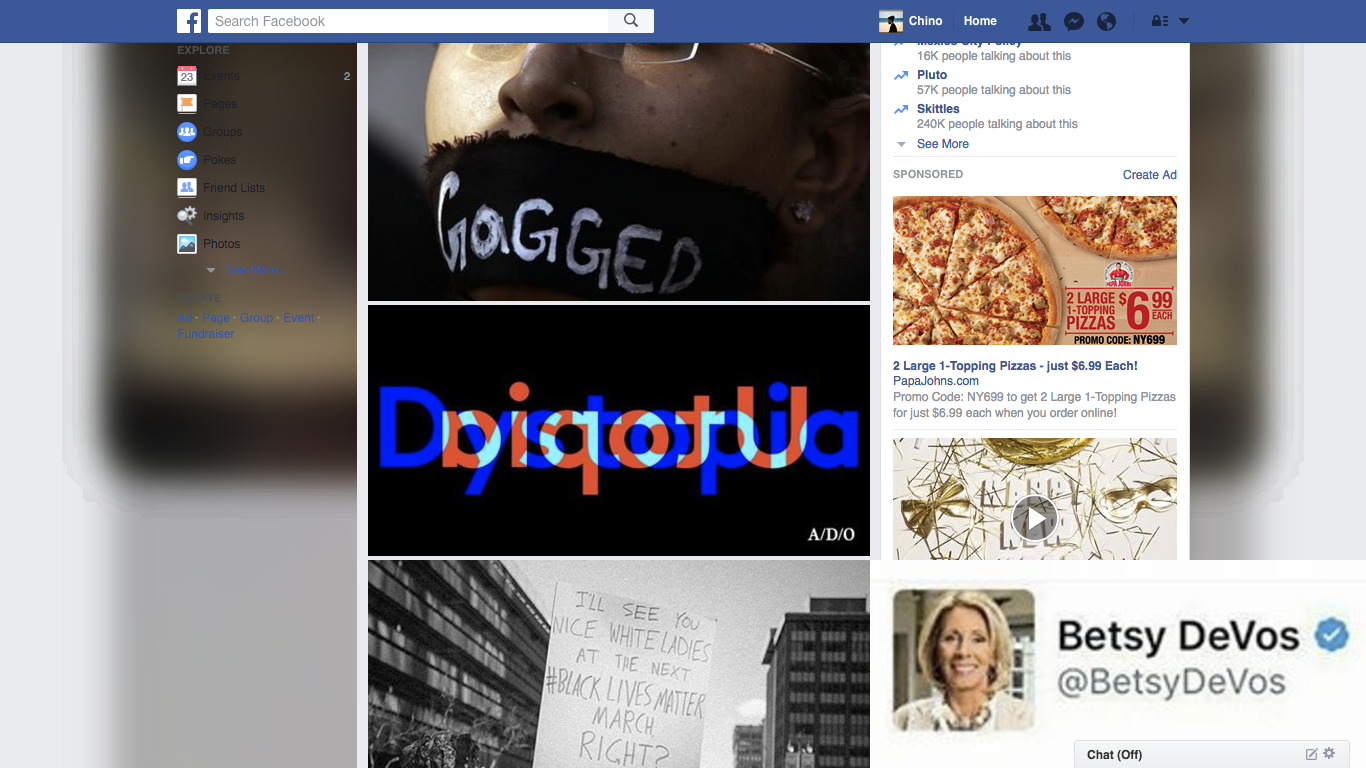 Search Facebook
Chino
Home
EXPLORE
23
Events
2
Pages
Groups
Pokes
Friend Lists
Insights
Photos
See More...
Ad · Page · Group · Event ·
Fundraiser
GAGGED
Dystopia
A/D/O
I'LL SEE YOU
NICE WHITE LADIES
AT THE NEXT
#BLACK LIVES MATTER
MARCH
RIGHT?
Mexico City Policy
16K people talking about this
Pluto
57K people talking about this
Skittles
240K people talking about this
See More
SPONSORED
Create Ad
PAPA JOHNS
2 LARGE
1-TOPPING
PIZZAS
$6 99
EACH
PROMO CODE: NY699
2 Large 1-Topping Pizzas - just $6.99 Each!
PapaJohns.com
Promo Code: NY699 to get 2 Large 1-Topping Pizzas
for just $6.99 each when you order online!
Betsy DeVos
@BetsyDeVos
Chat (Off)